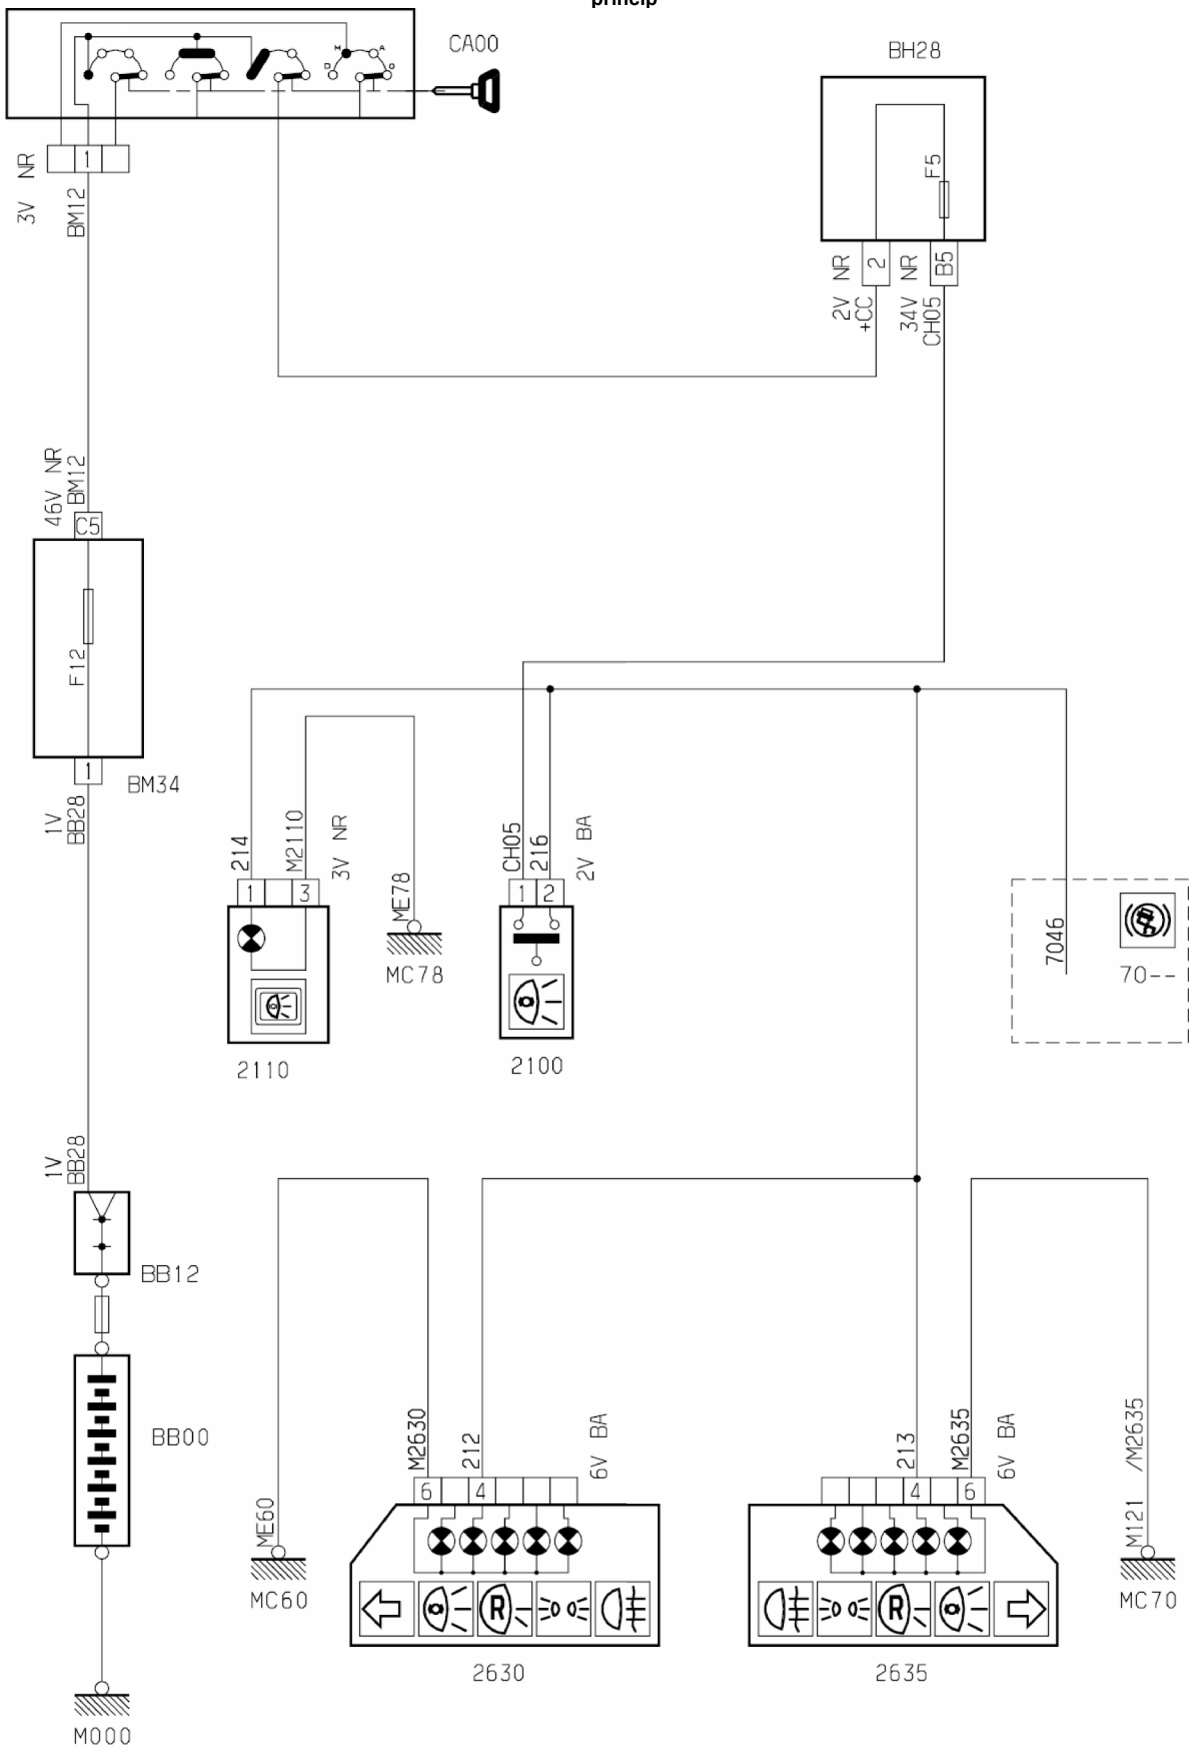 princip
CA00
M
A
BH28
F5
1
3V NR
BM12
2V NR
2
+CC
34V NR
B5
CH05
46V NR
BM12
C5
F12
1
BM34
1V
BB28
214
M2110
3V NR
1
3
ME78
MC78
2110
CH05
216
2V BA
1
2
2100
7046
70--
1V
BB28
BB12
BB00
M000
M2630
212
6V BA
6
4
ME60
MC60
R
2630
213
M2635
6V BA
4
6
M121 /M2635
MC70
R
2635